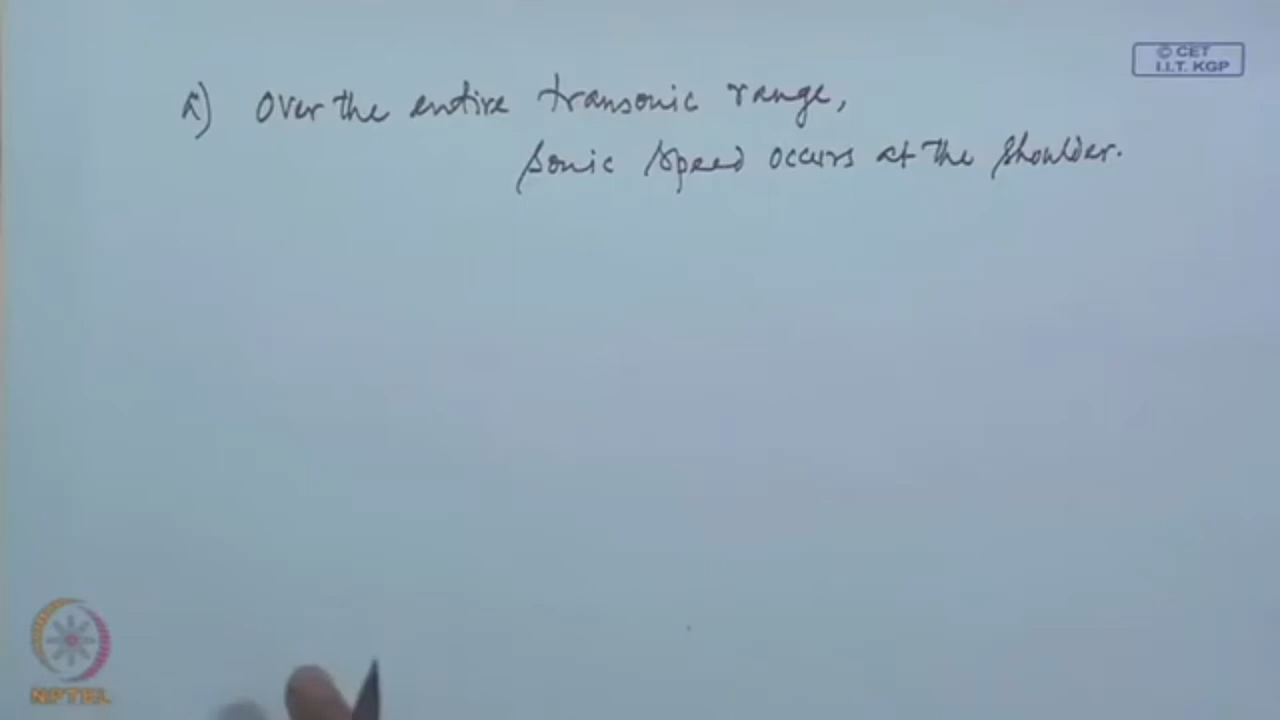 © CET
I.I.T. KGP
a) Over the entire transonic range,
sonic speed occurs at the shoulder.
NPTEL